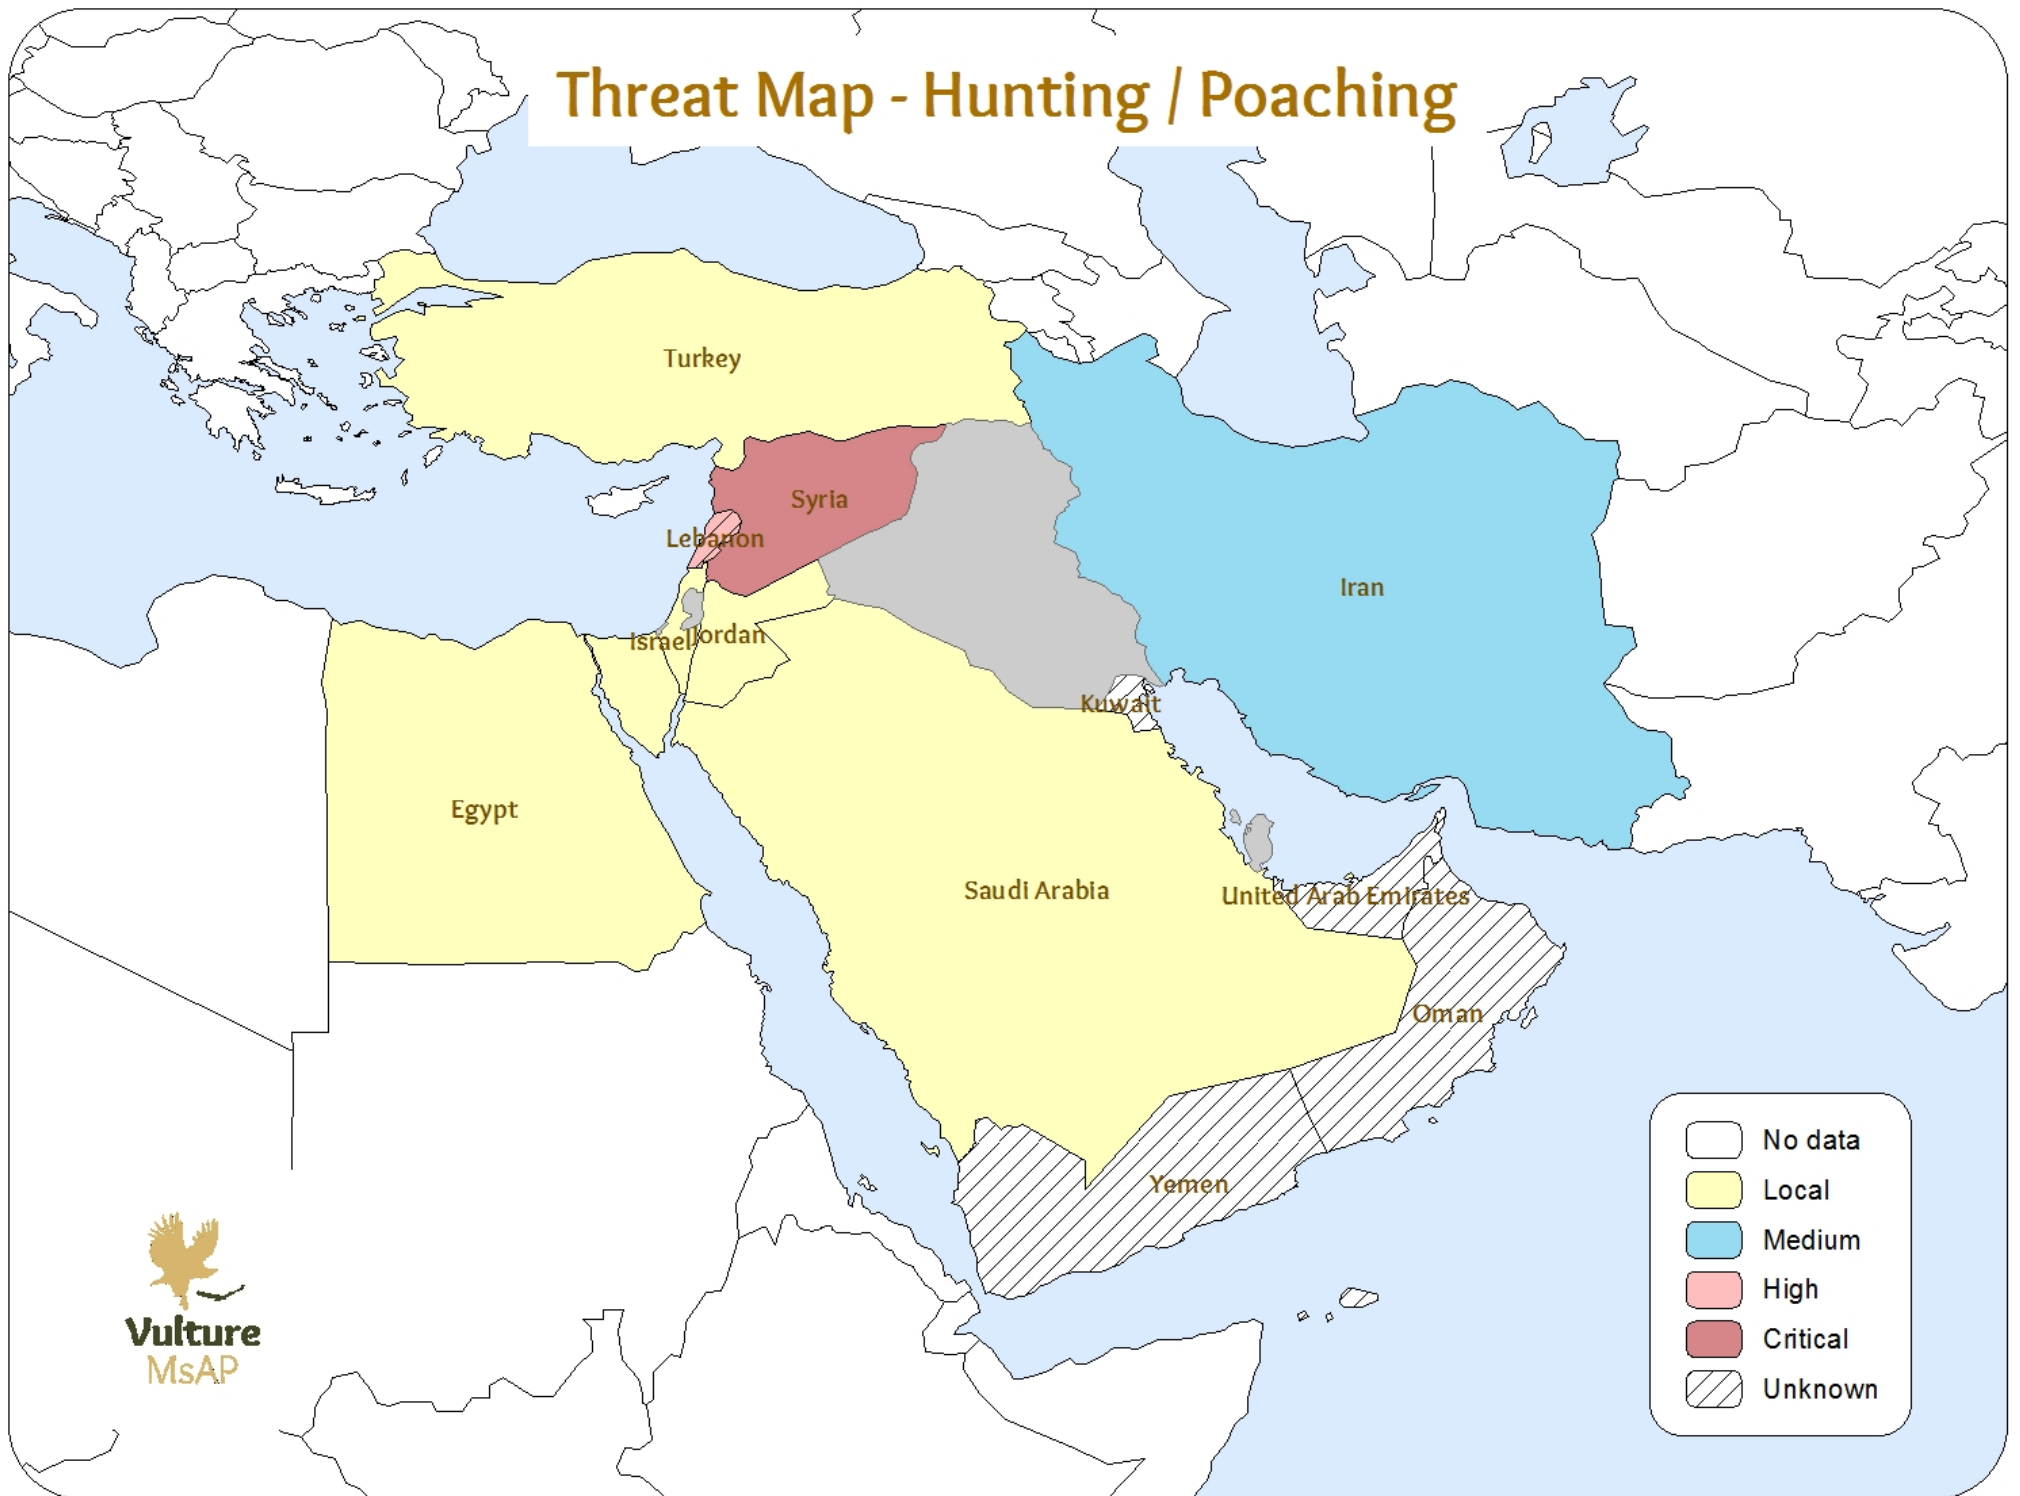 Threat Map - Hunting / Poaching
Turkey
Syria
Lebanon
Iran
Israel
Jordan
Kuwait
Egypt
Saudi Arabia
United Arab Emirates
Oman
Yemen
No data
Local
Medium
High
Critical
Unknown
Vulture
MsAP